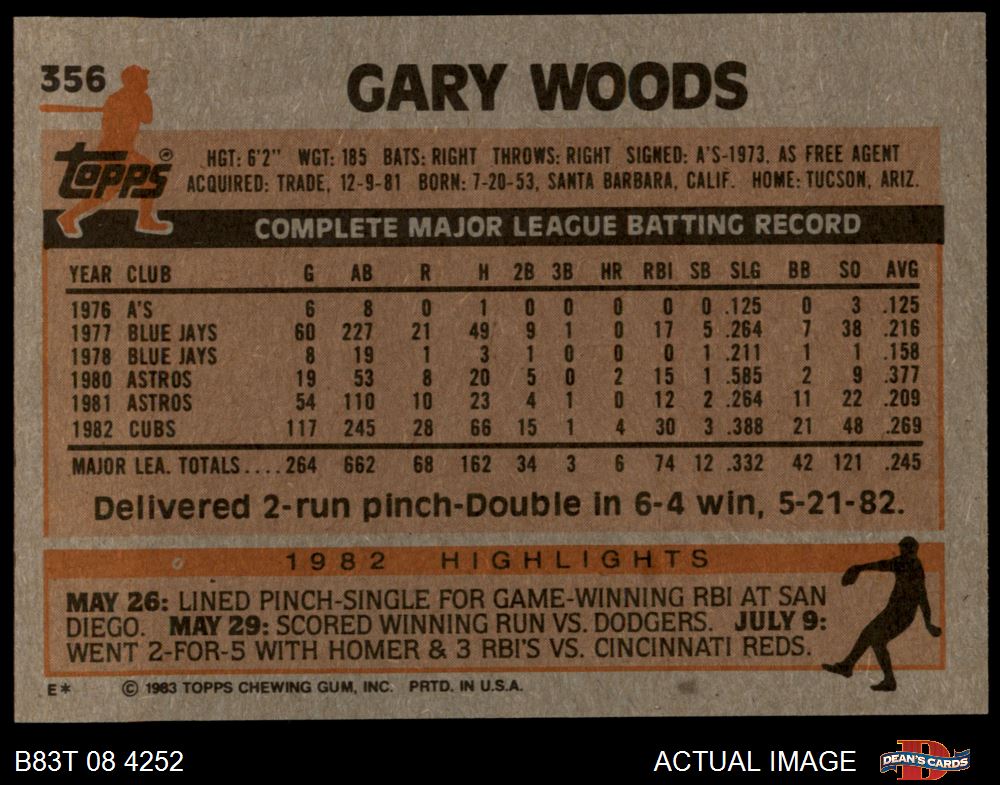 356
GARY WOODS
Topps®
HGT: 6'2" WGT: 185 BATS: RIGHT THROWS: RIGHT SIGNED: A'S-1973, AS FREE AGENT
ACQUIRED: TRADE, 12-9-81 BORN: 7-20-53, SANTA BARBARA, CALIF. HOME: TUCSON, ARIZ.
COMPLETE MAJOR LEAGUE BATTING RECORD
YEAR CLUB G AB R H 2B 3B HR RBI SB SLG BB SO AVG
1976 A'S 6 8 0 1 0 0 0 0 0 .125 0 3 .125
1977 BLUE JAYS 60 227 21 49 9 1 0 17 5 .264 7 38 .216
1978 BLUE JAYS 8 19 1 3 1 0 0 0 1 .211 1 1 .158
1980 ASTROS 19 53 8 20 5 0 2 15 1 .585 2 9 .377
1981 ASTROS 54 110 10 23 4 1 0 12 2 .264 11 22 .209
1982 CUBS 117 245 28 66 15 1 4 30 3 .388 21 48 .269
MAJOR LEA. TOTALS.... 264 662 68 162 34 3 6 74 12 .332 42 121 .245
Delivered 2-run pinch-Double in 6-4 win, 5-21-82.
1982 HIGHLIGHTS
MAY 26: LINED PINCH-SINGLE FOR GAME-WINNING RBI AT SAN
DIEGO. MAY 29: SCORED WINNING RUN VS. DODGERS. JULY 9:
WENT 2-FOR-5 WITH HOMER & 3 RBI'S VS. CINCINNATI REDS.
E* © 1983 TOPPS CHEWING GUM, INC. PRTD. IN U.S.A.
B83T 08 4252 ACTUAL IMAGE D DEAN'S CARDS